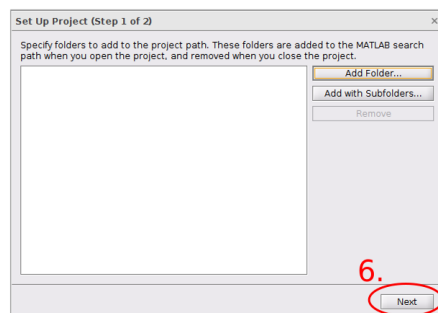 Set Up Project (Step 1 of 2)
×
Specify folders to add to the project path. These folders are added to the MATLAB search
path when you open the project, and removed when you close the project.
Add Folder...
Add with Subfolders...
Remove
6.
Next